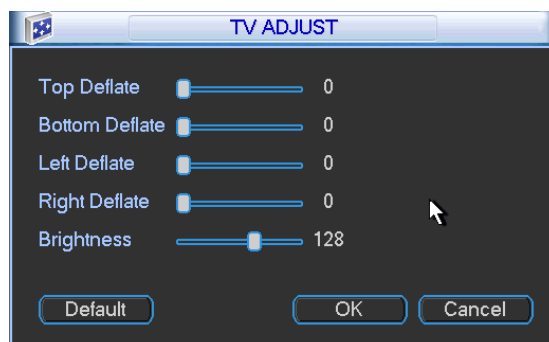 TV ADJUST
Top Deflate 0
Bottom Deflate 0
Left Deflate 0
Right Deflate 0
Brightness 128
Default OK Cancel